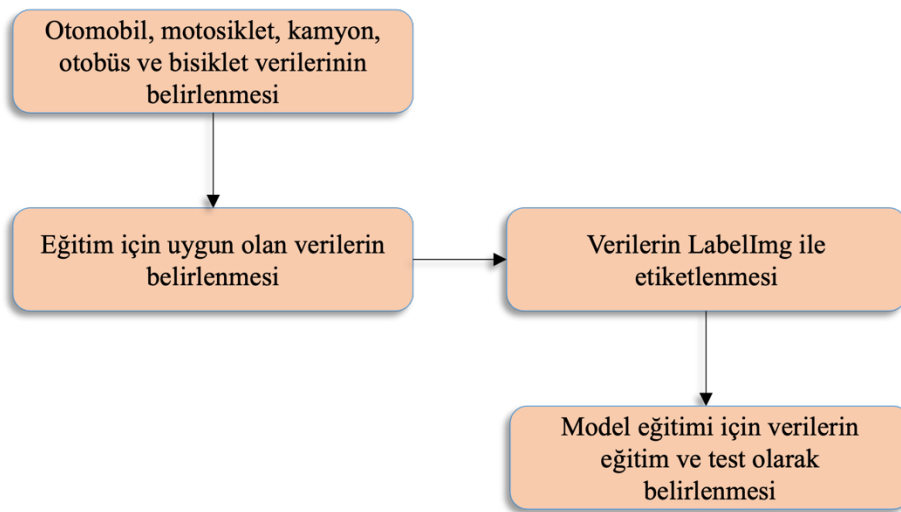 Otomobil, motosiklet, kamyon,
otobüs ve bisiklet verilerinin
belirlenmesi
Eğitim için uygun olan verilerin
belirlenmesi
Verilerin LabelImg ile
etiketlenmesi
Model eğitimi için verilerin
eğitim ve test olarak
belirlenmesi